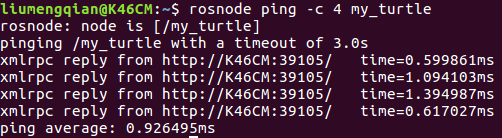 liumengqian@K46CM:~$ rosnode ping -c 4 my_turtle
rosnode: node is [/my_turtle]
pinging /my_turtle with a timeout of 3.0s
xmlrpc reply from http://K46CM:39105/   time=0.599861ms
xmlrpc reply from http://K46CM:39105/   time=1.094103ms
xmlrpc reply from http://K46CM:39105/   time=1.394987ms
xmlrpc reply from http://K46CM:39105/   time=0.617027ms
ping average: 0.926495ms